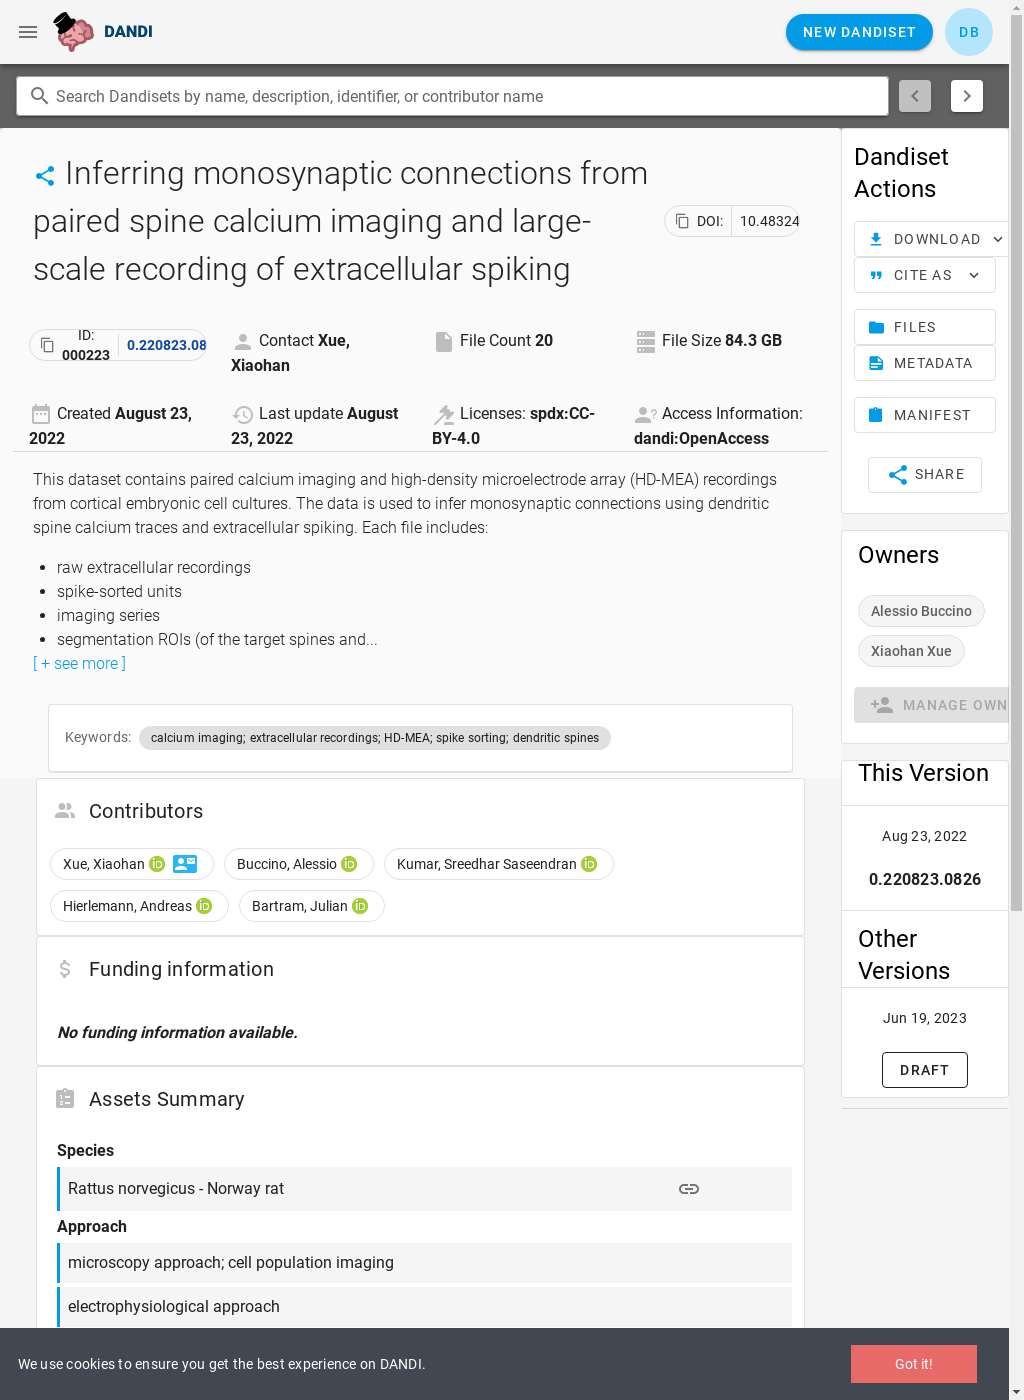 DANDI
NEW DANDISET
DB
Search Dandisets by name, description, identifier, or contributor name
Inferring monosynaptic connections from
paired spine calcium imaging and large-
scale recording of extracellular spiking
DOI: 10.48324
ID:
000223
0.220823.08
Contact Xue,
Xiaohan
File Count 20
File Size 84.3 GB
Created August 23,
2022
Last update August
23, 2022
Licenses: spdx:CC-
BY-4.0
Access Information:
dandi:OpenAccess
This dataset contains paired calcium imaging and high-density microelectrode array (HD-MEA) recordings
from cortical embryonic cell cultures. The data is used to infer monosynaptic connections using dendritic
spine calcium traces and extracellular spiking. Each file includes:
raw extracellular recordings
spike-sorted units
imaging series
segmentation ROIs (of the target spines and...
[ + see more ]
Keywords: calcium imaging; extracellular recordings; HD-MEA; spike sorting; dendritic spines
Contributors
Xue, Xiaohan
Buccino, Alessio
Kumar, Sreedhar Saseendran
Hierlemann, Andreas
Bartram, Julian
Funding information
No funding information available.
Assets Summary
Species
Rattus norvegicus - Norway rat
Approach
microscopy approach; cell population imaging
electrophysiological approach
Dandiset
Actions
DOWNLOAD
CITE AS
FILES
METADATA
MANIFEST
SHARE
Owners
Alessio Buccino
Xiaohan Xue
MANAGE OWN
This Version
Aug 23, 2022
0.220823.0826
Other
Versions
Jun 19, 2023
DRAFT
We use cookies to ensure you get the best experience on DANDI.
Got it!